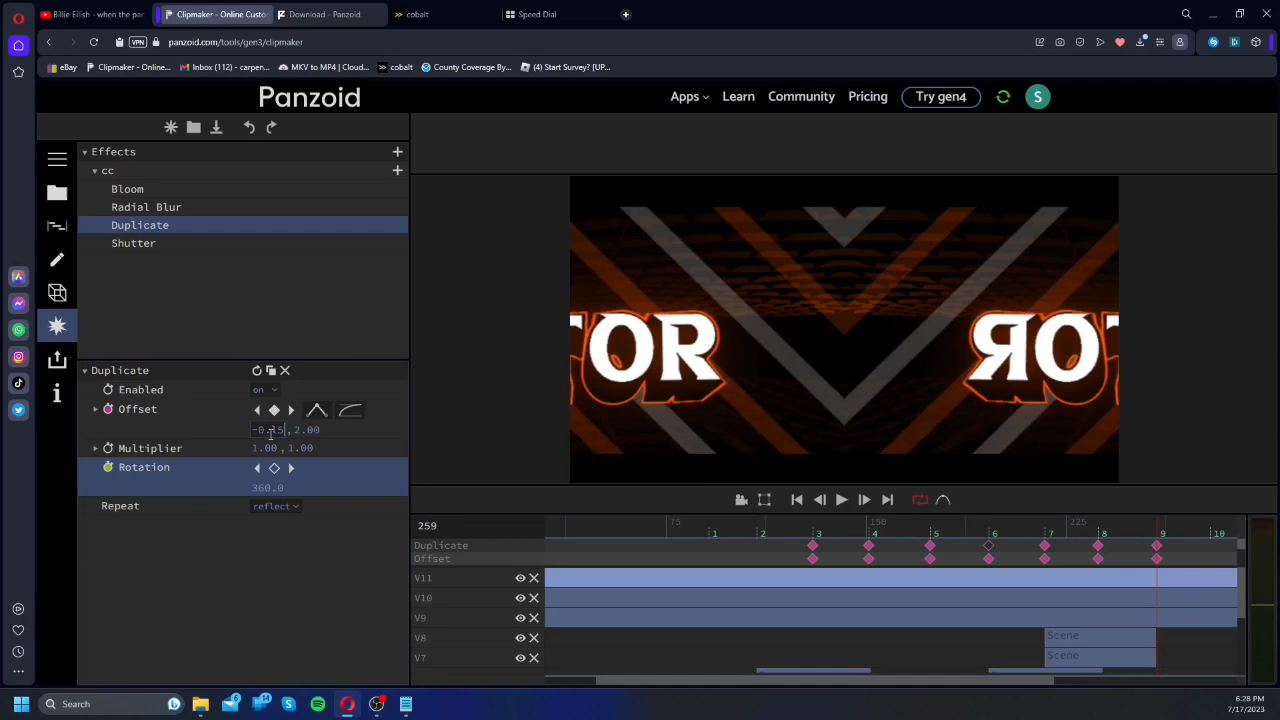 Billie Eilish - when the pa
Clipmaker - Online Custo
Download - Panzoid
>> cobalt
Speed Dial
VPN
panzoid.com/tools/gen3/clipmaker
eBay
Clipmaker - Online...
Inbox (112) - carpen...
MKV to MP4 | Cloud...
>> cobalt
County Coverage By...
(4) Start Survey? [UP...
Panzoid
Apps
Learn
Community
Pricing
Try gen4
S
Effects
cc
Bloom
Radial Blur
Duplicate
Shutter
TOR
Duplicate
Enabled
on
Offset
-0.15, 2.00
Multiplier
1.00, 1.00
Rotation
360.0
Repeat
reflect
259
75
150
225
1 2 3 4 5 6 7 8 9 10
Duplicate
Offset
V11
V10
V9
V8
Scene
V7
Scene
Search
6:28 PM
7/17/2023